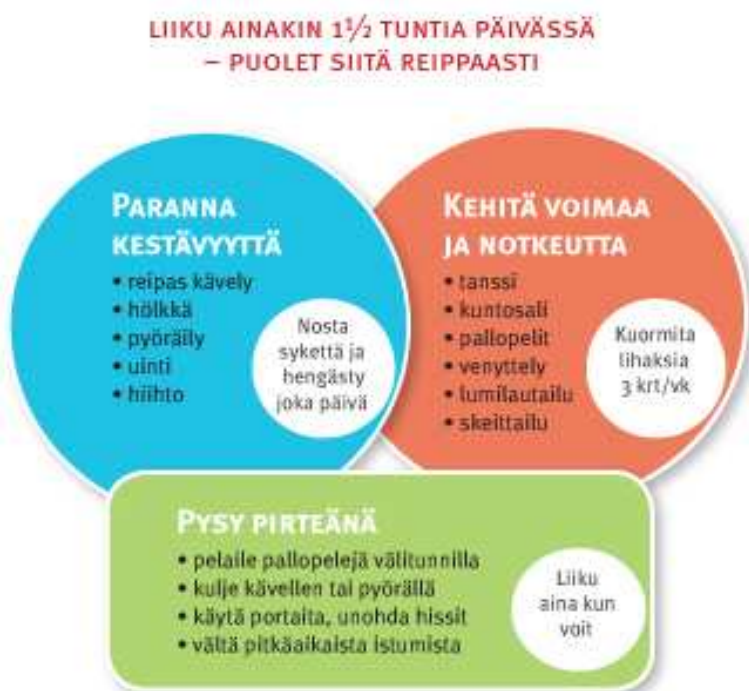 LIIKU AINAKIN 1½ TUNTIA PÄIVÄSSÄ
– PUOLET SIITÄ REIPPAASTI
PARANNA
KESTÄVYYTTÄ
• reipas kävely
• hölkkä
• pyöräily
• uinti
• hiihto
Nosta
sykettä ja
hengästy
joka päivä
KEHITÄ VOIMAA
JA NOTKEUTTA
• tanssi
• kuntosali
• pallopelit
• venyttely
• lumilautailu
• skeittailu
Kuormita
lihaksia
3 krt/vk
PYSY PIRTEÄNÄ
• pelaile pallopelejä välitunnilla
• kulje kävellen tai pyörällä
• käytä portaita, unohda hissit
• vältä pitkäaikaista istumista
Liiku
aina kun
voit